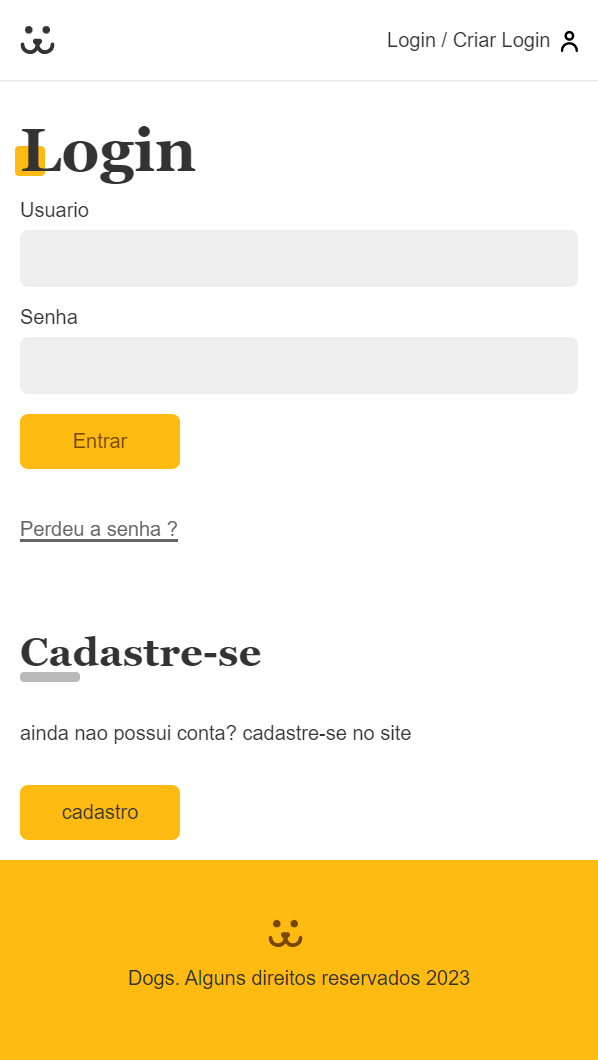 Login / Criar Login
Login
Usuario
Senha
Entrar
Perdeu a senha ?
Cadastre-se
ainda nao possui conta? cadastre-se no site
cadastro
Dogs. Alguns direitos reservados 2023